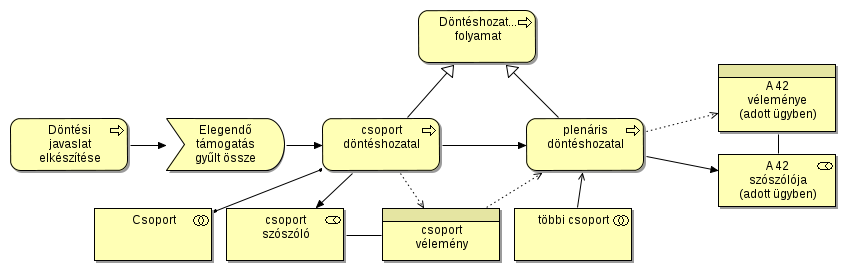 Döntéshozat...
folyamat
Döntési
javaslat
elkészítése
Elegendő
támogatás
gyűlt össze
csoport
döntéshozatal
plenáris
döntéshozatal
A 42
véleménye
(adott ügyben)
A 42
szószólója
(adott ügyben)
Csoport
csoport
szószóló
csoport
vélemény
többi csoport